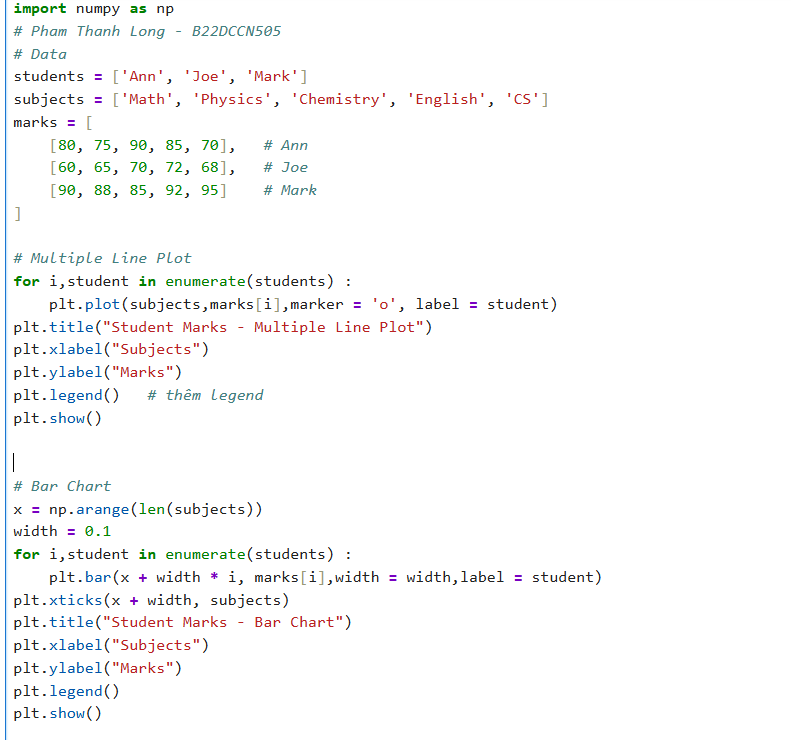 import numpy as np
# Pham Thanh Long - B22DCCN505
# Data
students = ['Ann', 'Joe', 'Mark']
subjects = ['Math', 'Physics', 'Chemistry', 'English', 'CS']
marks = [
    [80, 75, 90, 85, 70],   # Ann
    [60, 65, 70, 72, 68],   # Joe
    [90, 88, 85, 92, 95]    # Mark
]
# Multiple Line Plot
for i,student in enumerate(students) :
    plt.plot(subjects,marks[i],marker = 'o', label = student)
plt.title("Student Marks - Multiple Line Plot")
plt.xlabel("Subjects")
plt.ylabel("Marks")
plt.legend()   # thêm legend
plt.show()
# Bar Chart
x = np.arange(len(subjects))
width = 0.1
for i,student in enumerate(students) :
    plt.bar(x + width * i, marks[i],width = width,label = student)
plt.xticks(x + width, subjects)
plt.title("Student Marks - Bar Chart")
plt.xlabel("Subjects")
plt.ylabel("Marks")
plt.legend()
plt.show()